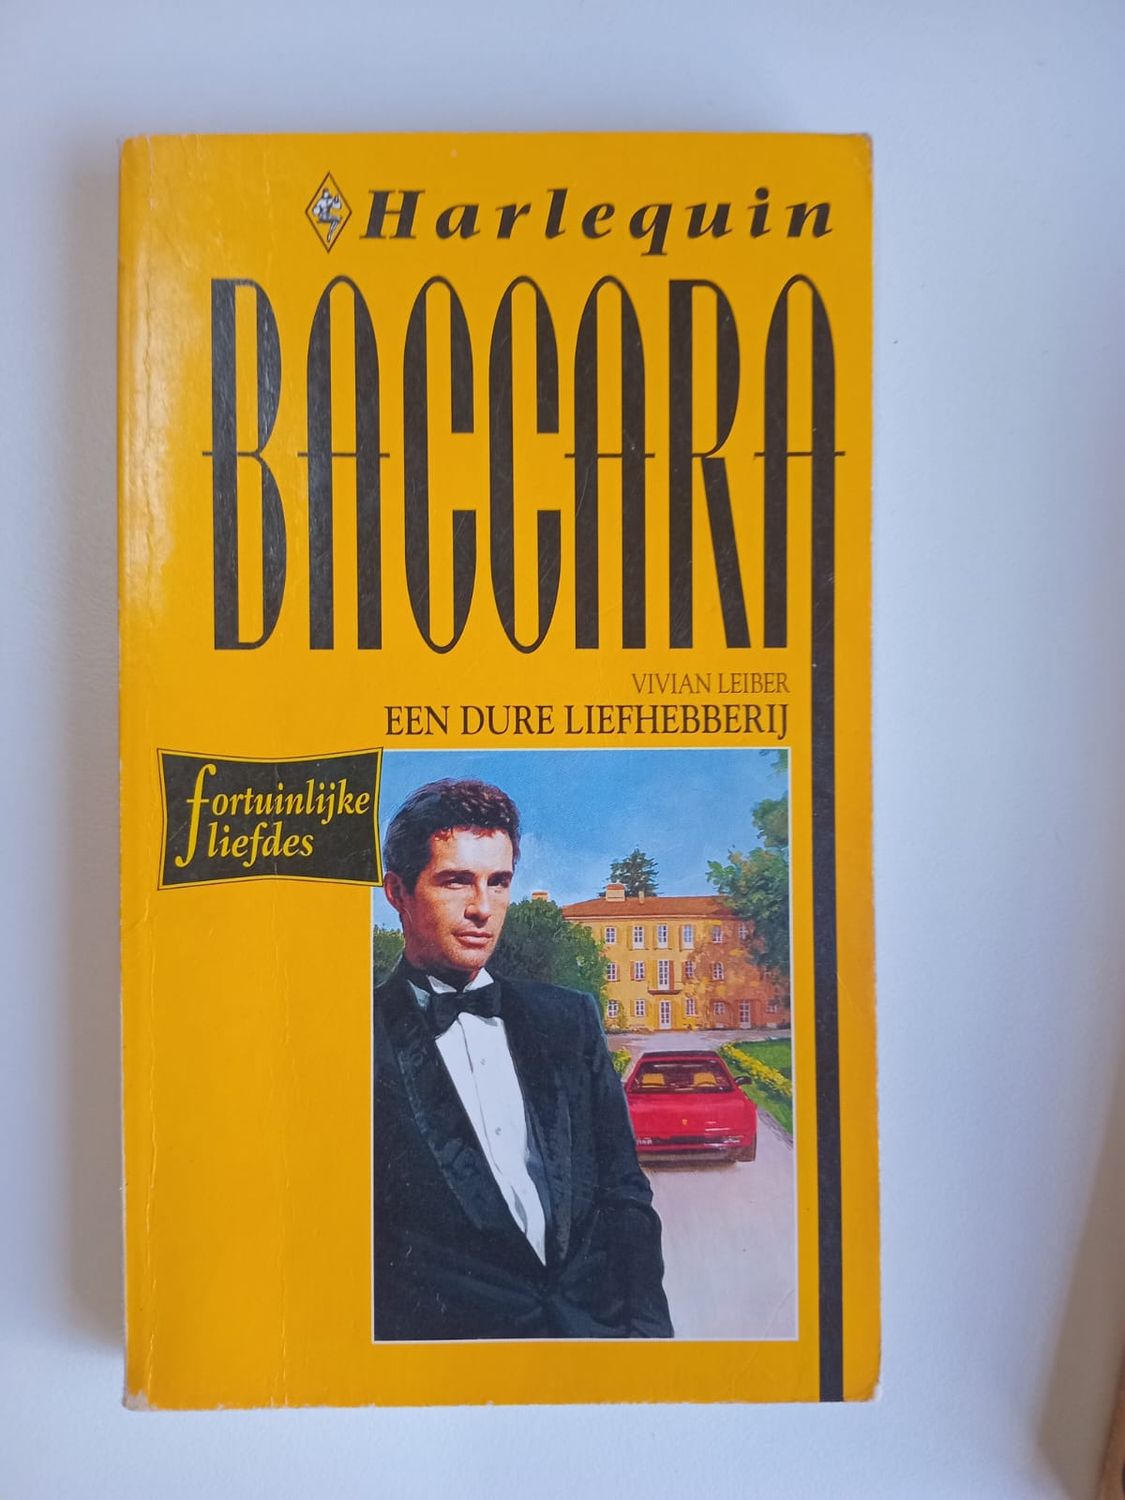 Harlequin
BACCARA
VIVIAN LEIBER
EEN DURE LIEFHEBBERIJ
fortuinlijke
liefdes